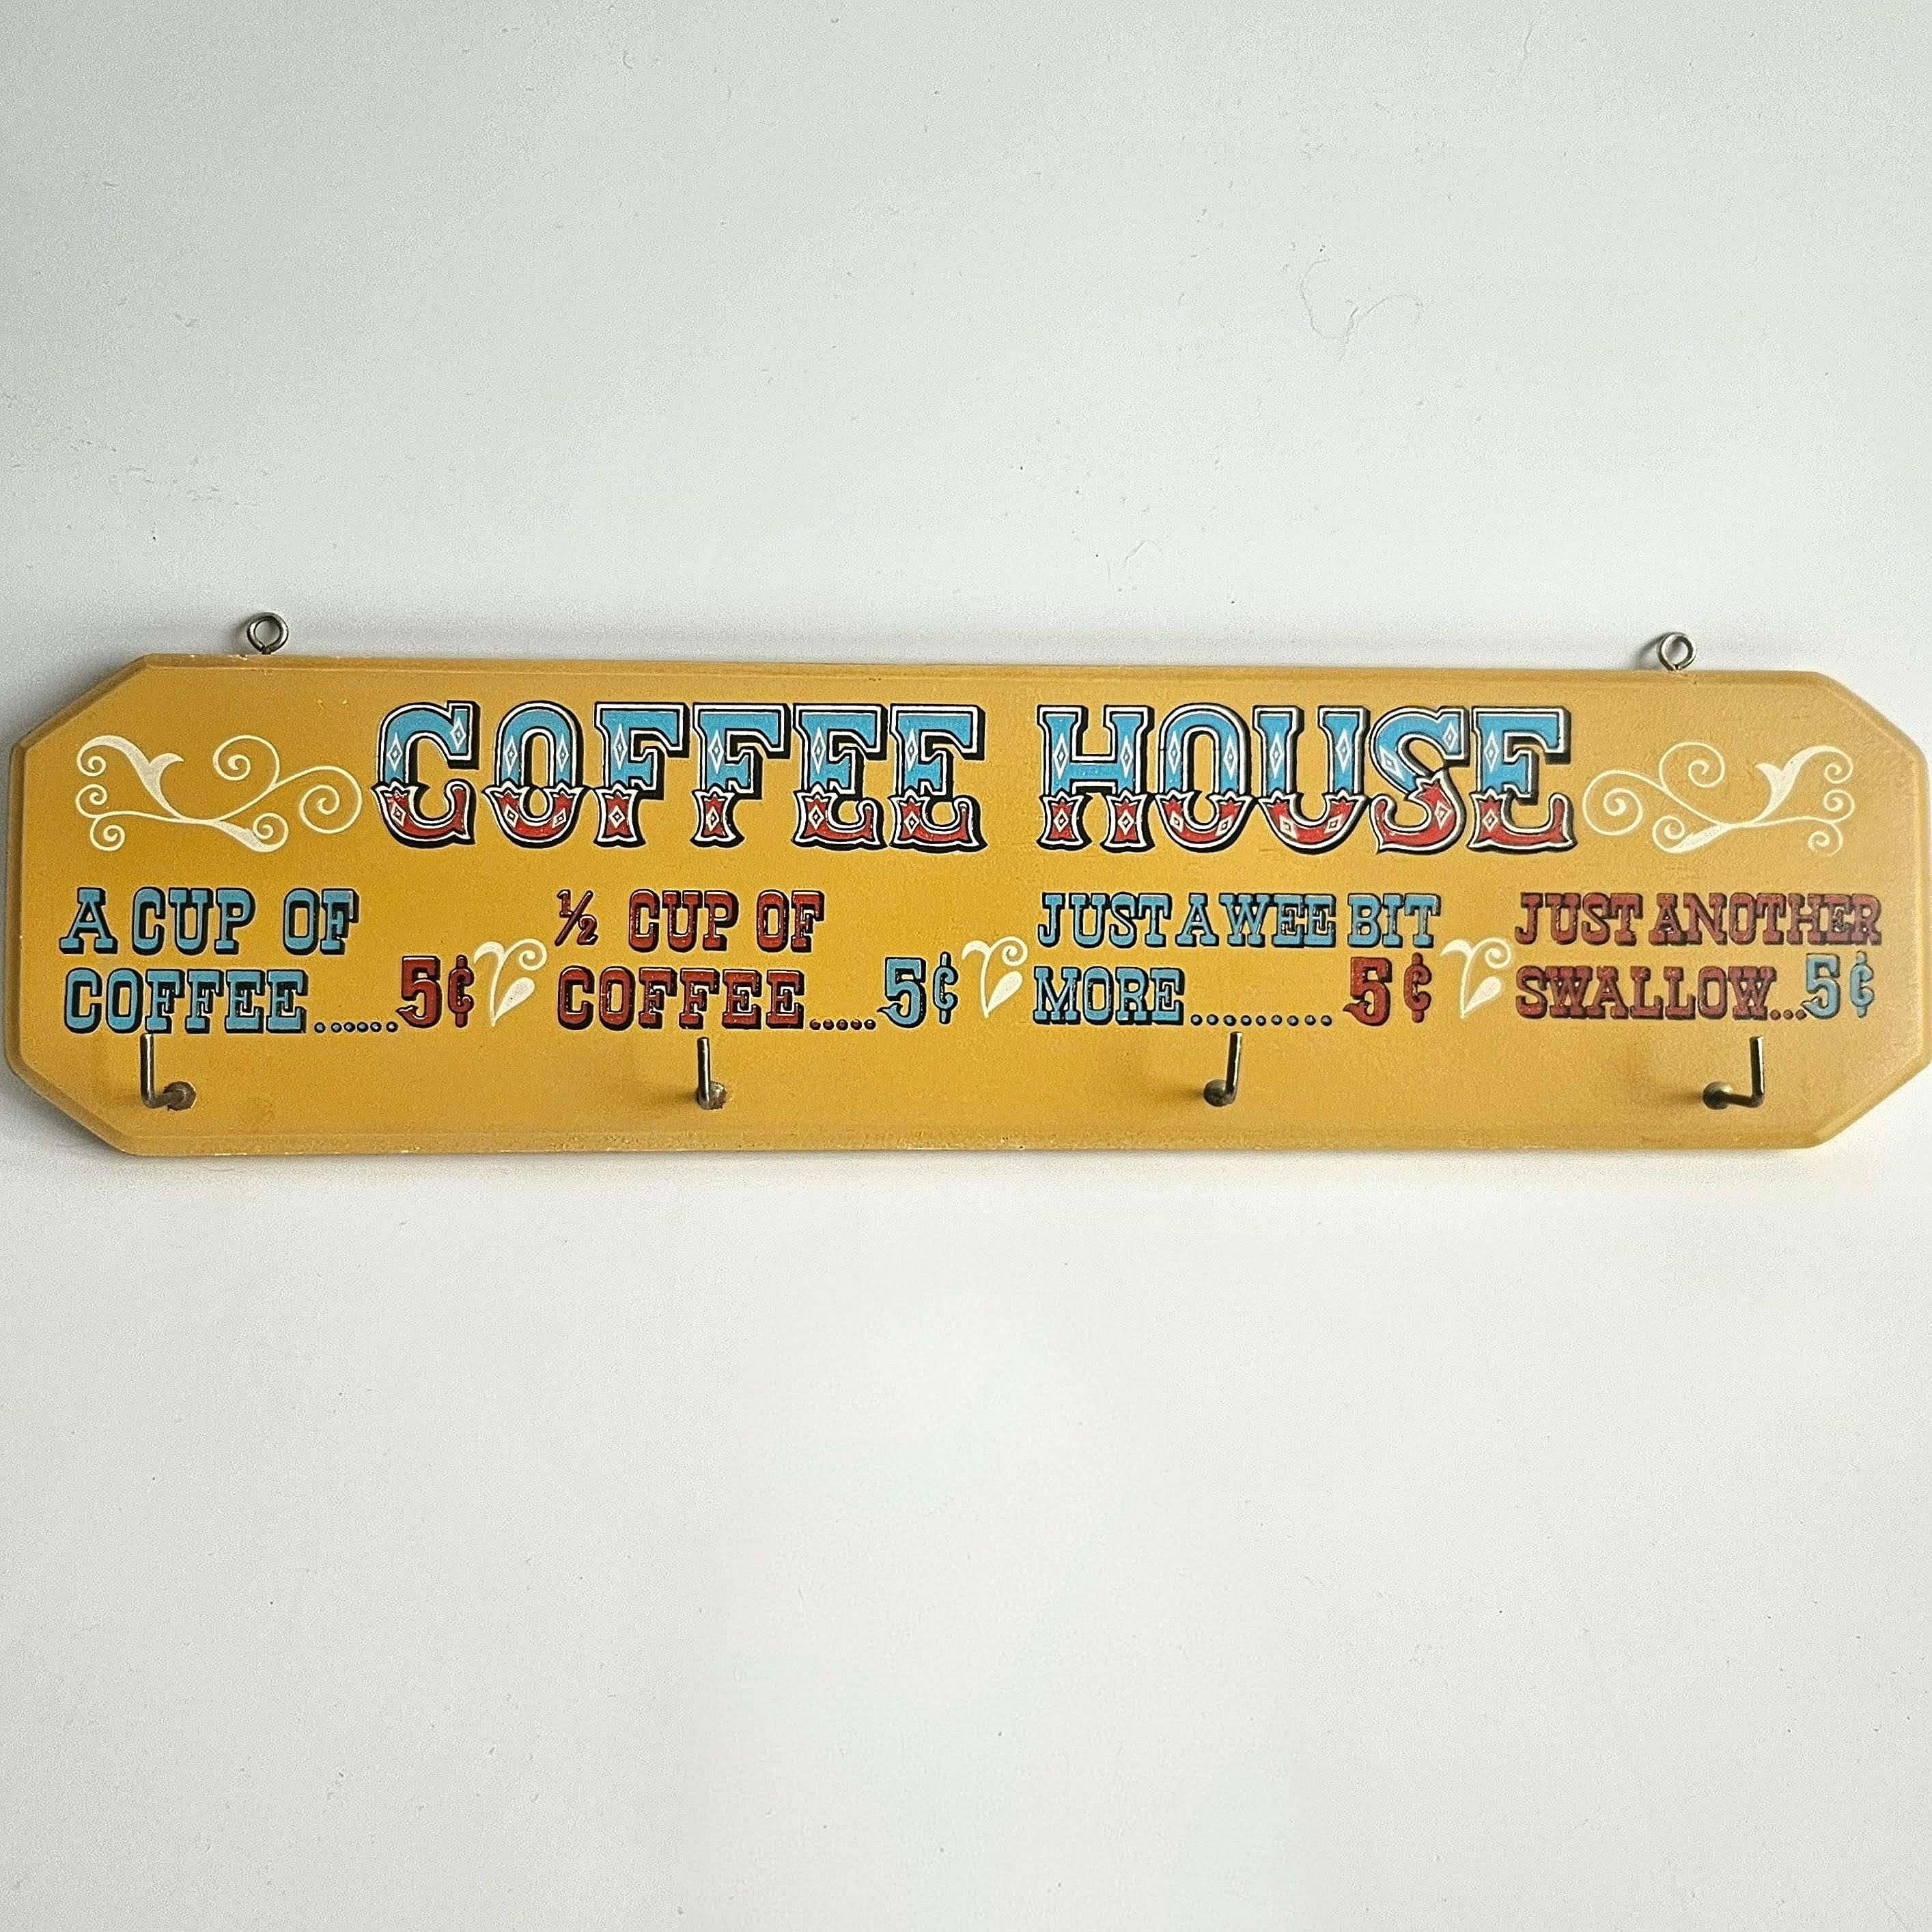 COFFEE HOUSE
A CUP OF
COFFEE......5¢
½ CUP OF
COFFEE.....5¢
JUST A WEE BIT
MORE.........5¢
JUST ANOTHER
SWALLOW...5¢